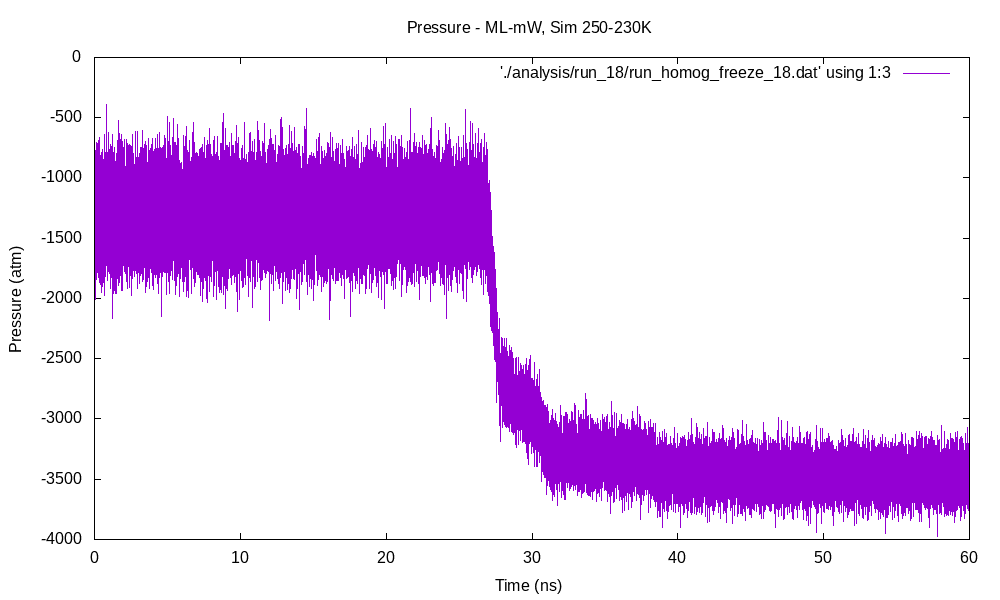 Pressure - ML-mW, Sim 250-230K
'./analysis/run_18/run_homog_freeze_18.dat' using 1:3
0
-500
-1000
-1500
-2000
-2500
-3000
-3500
-4000
Pressure (atm)
0 10 20 30 40 50 60
Time (ns)